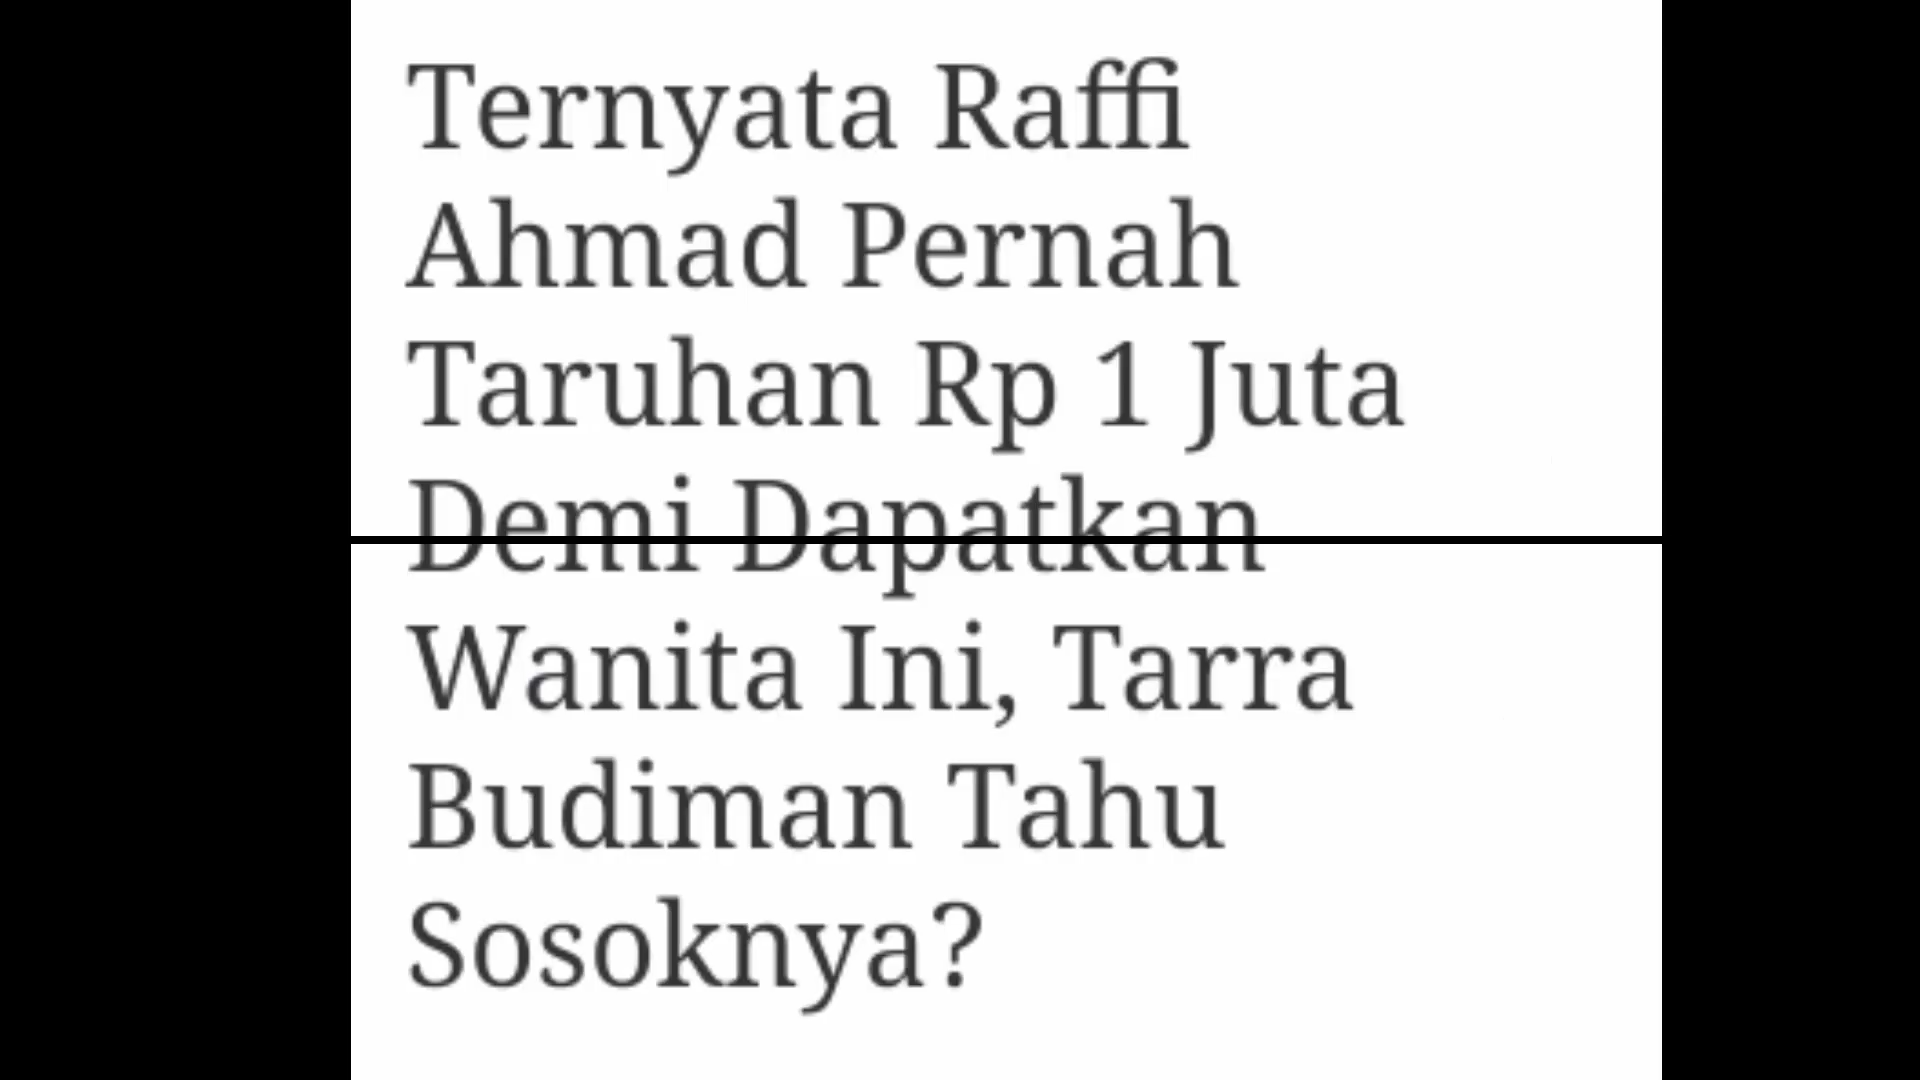 Ternyata Raffi
Ahmad Pernah
Taruhan Rp 1 Juta
Demi Dapatkan
Wanita Ini, Tarra
Budiman Tahu
Sosoknya?